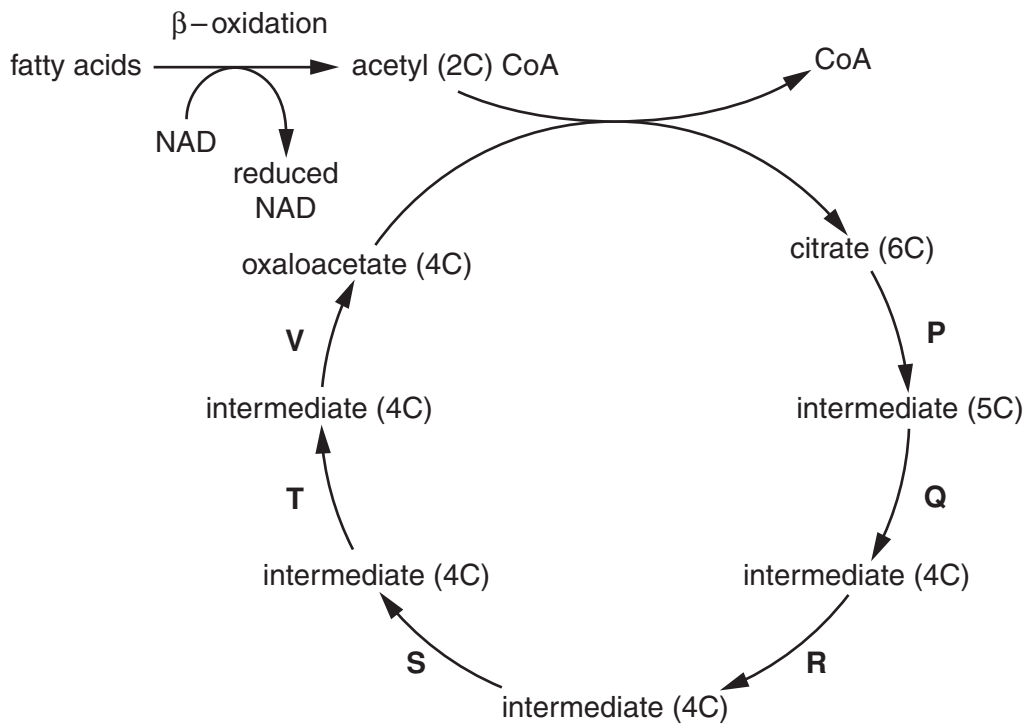 β–oxidation
fatty acids
acetyl (2C) CoA
CoA
NAD
reduced
NAD
citrate (6C)
oxaloacetate (4C)
P
V
intermediate (4C)
intermediate (5C)
Q
T
intermediate (4C)
intermediate (4C)
S
R
intermediate (4C)